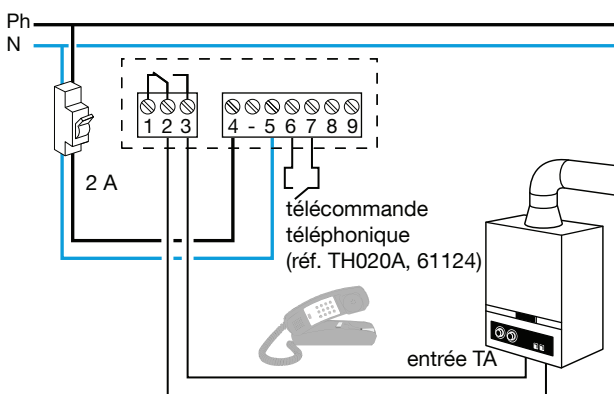 Ph
N
1 2 3
4 - 5 6 7 8 9
2 A
télécommande
téléphonique
(réf. TH020A, 61124)
entrée TA